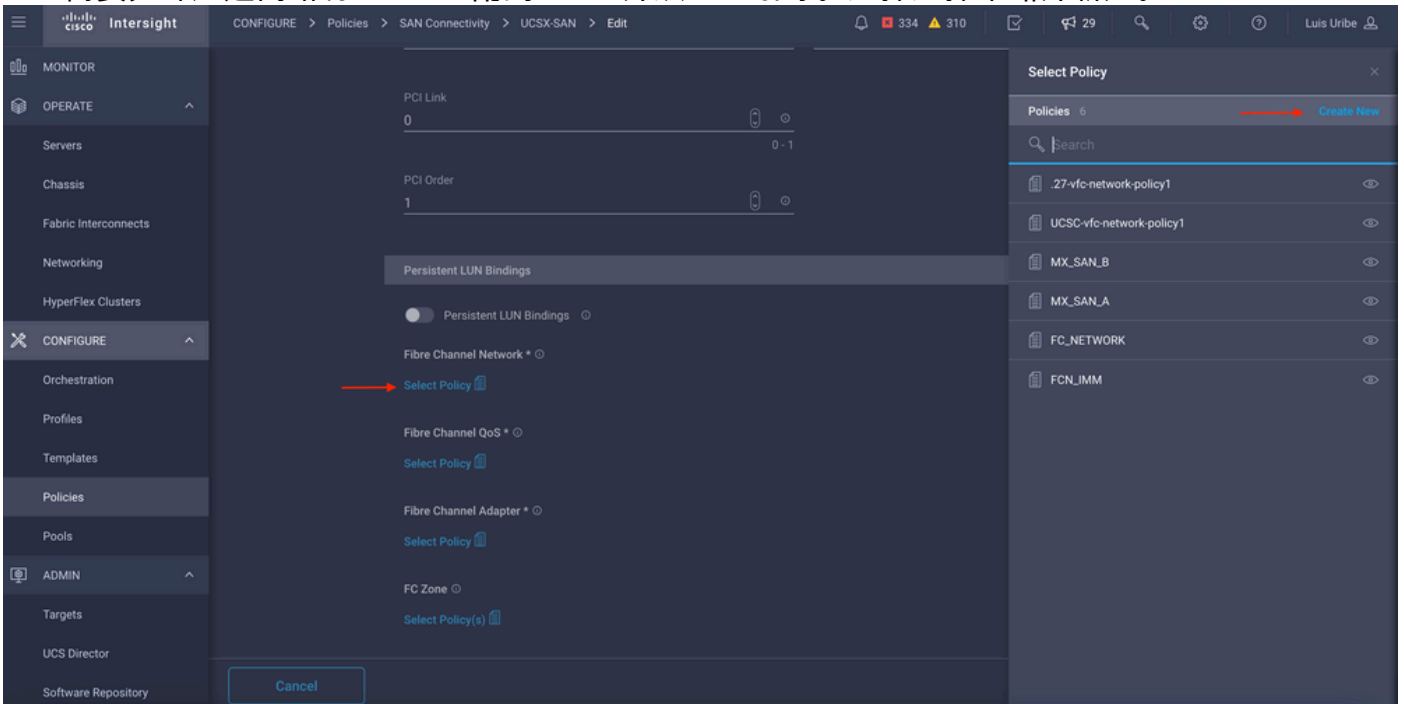 cisco Intersight
CONFIGURE > Policies > SAN Connectivity > UCSX-SAN > Edit
334 310
29
Luis Uribe
MONITOR
OPERATE
Servers
Chassis
Fabric Interconnects
Networking
HyperFlex Clusters
CONFIGURE
Orchestration
Profiles
Templates
Policies
Pools
ADMIN
Targets
UCS Director
Software Repository
PCI Link
0
0 - 1
PCI Order
1
Persistent LUN Bindings
Persistent LUN Bindings
Fibre Channel Network *
Select Policy
Fibre Channel QoS *
Select Policy
Fibre Channel Adapter *
Select Policy
FC Zone
Select Policy(s)
Cancel
Select Policy
Policies 6 Create New
Search
.27-vfc-network-policy1
UCSC-vfc-network-policy1
MX_SAN_B
MX_SAN_A
FC_NETWORK
FCN_IMM